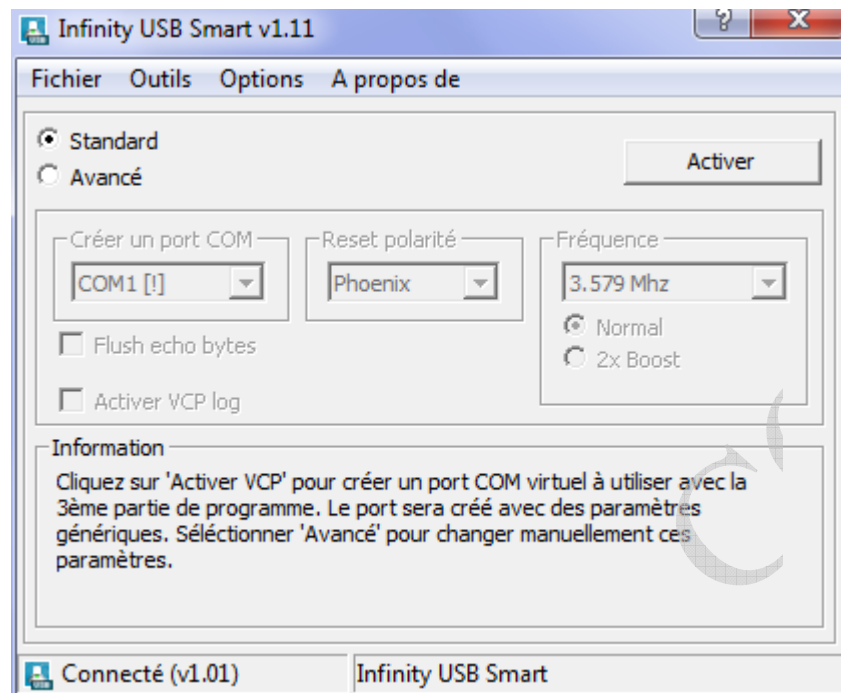 Infinity USB Smart v1.11
Fichier Outils Options A propos de
Standard
Avancé
Activer
Créer un port COM
Reset polarité
Fréquence
COM1 [!]
Phoenix
3.579 Mhz
Normal
2x Boost
Flush echo bytes
Activer VCP log
Information
Cliquez sur 'Activer VCP' pour créer un port COM virtuel à utiliser avec la
3ème partie de programme. Le port sera créé avec des paramètres
génériques. Séléctionner 'Avancé' pour changer manuellement ces
paramètres.
Connecté (v1.01)
Infinity USB Smart